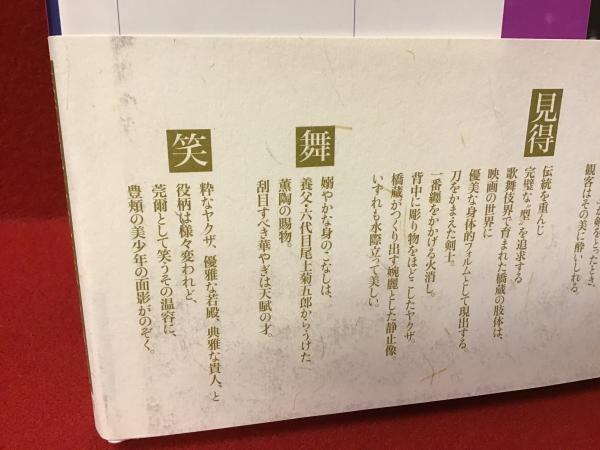 観客はその美に酔いしれる。
見得
伝統を重んじ
完璧な“型”を追求する
歌舞伎界で育まれた橋蔵の肢体は、
映画の世界に
優美な身体的フォルムとして現出する。
刀をかまえた剣士。
一番纏をかかげる火消し。
背中に彫り物をほどこしたヤクザ。
橋蔵がつくり出す婉麗とした静止像。
いずれも水際立って美しい。
舞
嫋やかな身のこなしは、
養父・六代目尾上菊五郎からうけた
薫陶の賜物。
刮目すべき華やぎは天賦の才。
笑
粋なヤクザ、優雅な若殿、典雅な貴人、と
役柄は様々変われど、
莞爾として笑うその温容に、
豊頬の美少年の面影がのぞく。